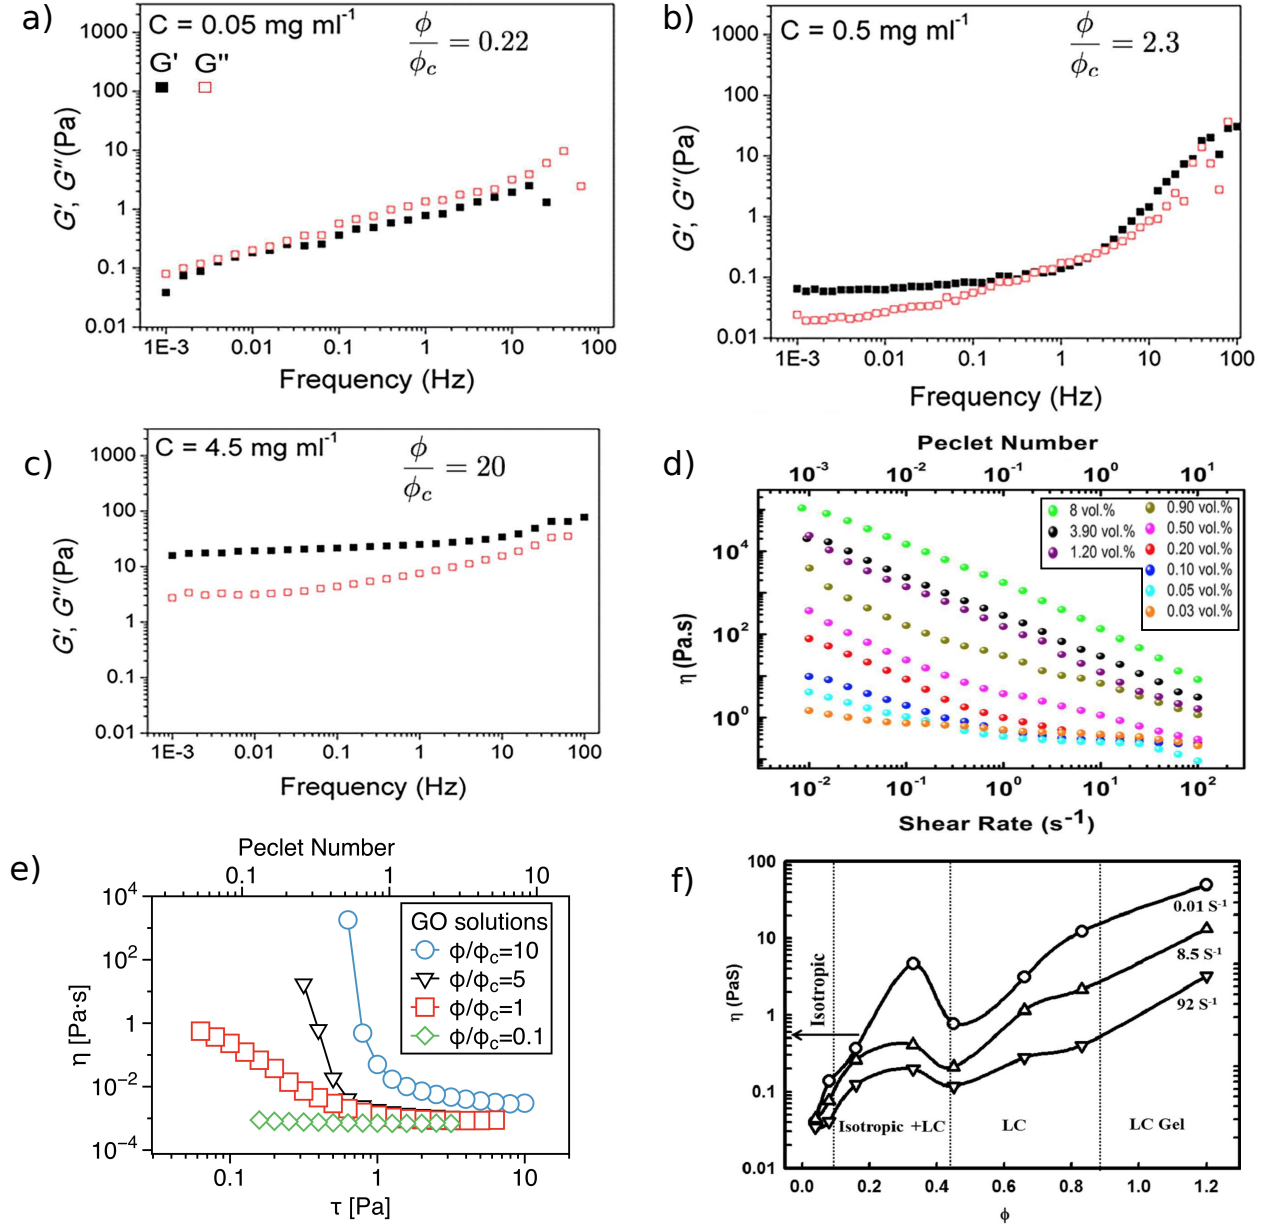 a)
C = 0.05 mg ml⁻¹
ϕ/ϕc = 0.22
G' G''
1000
100
10
1
0.1
0.01
G', G''(Pa)
1E-3 0.01 0.1 1 10 100
Frequency (Hz)
b)
C = 0.5 mg ml⁻¹
ϕ/ϕc = 2.3
1000
100
10
1
0.1
0.01
G', G''(Pa)
1E-3 0.01 0.1 1 10 100
Frequency (Hz)
c)
C = 4.5 mg ml⁻¹
ϕ/ϕc = 20
1000
100
10
1
0.1
0.01
G', G''(Pa)
1E-3 0.01 0.1 1 10 100
Frequency (Hz)
d)
Peclet Number
10⁻³ 10⁻² 10⁻¹ 10⁰ 10¹
8 vol.% 0.90 vol.%
3.90 vol.% 0.50 vol.%
1.20 vol.% 0.20 vol.%
0.10 vol.%
0.05 vol.%
0.03 vol.%
10⁴
10²
10⁰
η (Pa.s)
10⁻² 10⁻¹ 10⁰ 10¹ 10²
Shear Rate (s⁻¹)
e)
Peclet Number
0.1 1 10
10⁴
10²
1
10⁻²
10⁻⁴
η [Pa·s]
GO solutions
ϕ/ϕc=10
ϕ/ϕc=5
ϕ/ϕc=1
ϕ/ϕc=0.1
0.1 1 10
τ [Pa]
f)
100
10
1
0.1
0.01
η (PaS)
0.01 S⁻¹
8.5 S⁻¹
92 S⁻¹
Isotropic
Isotropic +LC
LC
LC Gel
0.0 0.2 0.4 0.6 0.8 1.0 1.2
ϕ